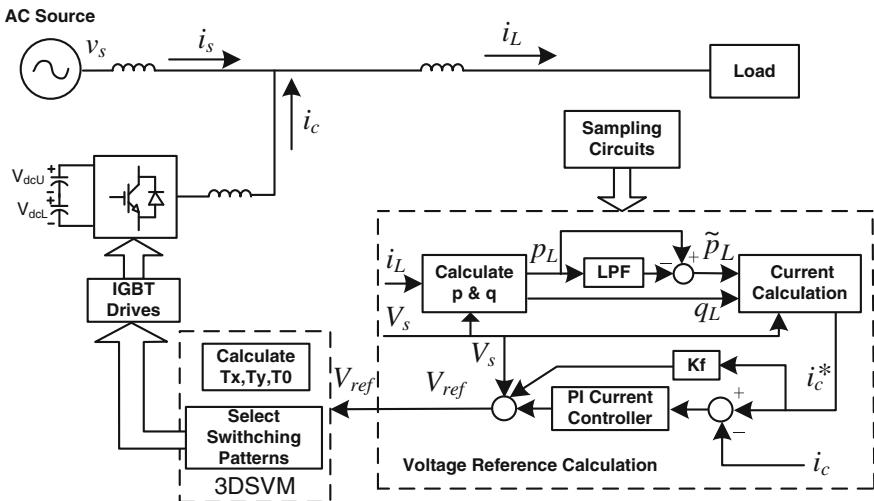 AC Source
v_s
i_s
i_L
Load
i_c
Sampling
Circuits
V_dcU
+
−
V_dcL
+
−
IGBT
Drives
i_L
Calculate
p & q
p_L
LPF
−
+
p̃_L
Current
Calculation
q_L
V_s
V_s
Kf
i_c*
Calculate
Tx,Ty,T0
V_ref
V_ref
PI Current
Controller
+
−
Select
Swithching
Patterns
Voltage Reference Calculation
i_c
3DSVM